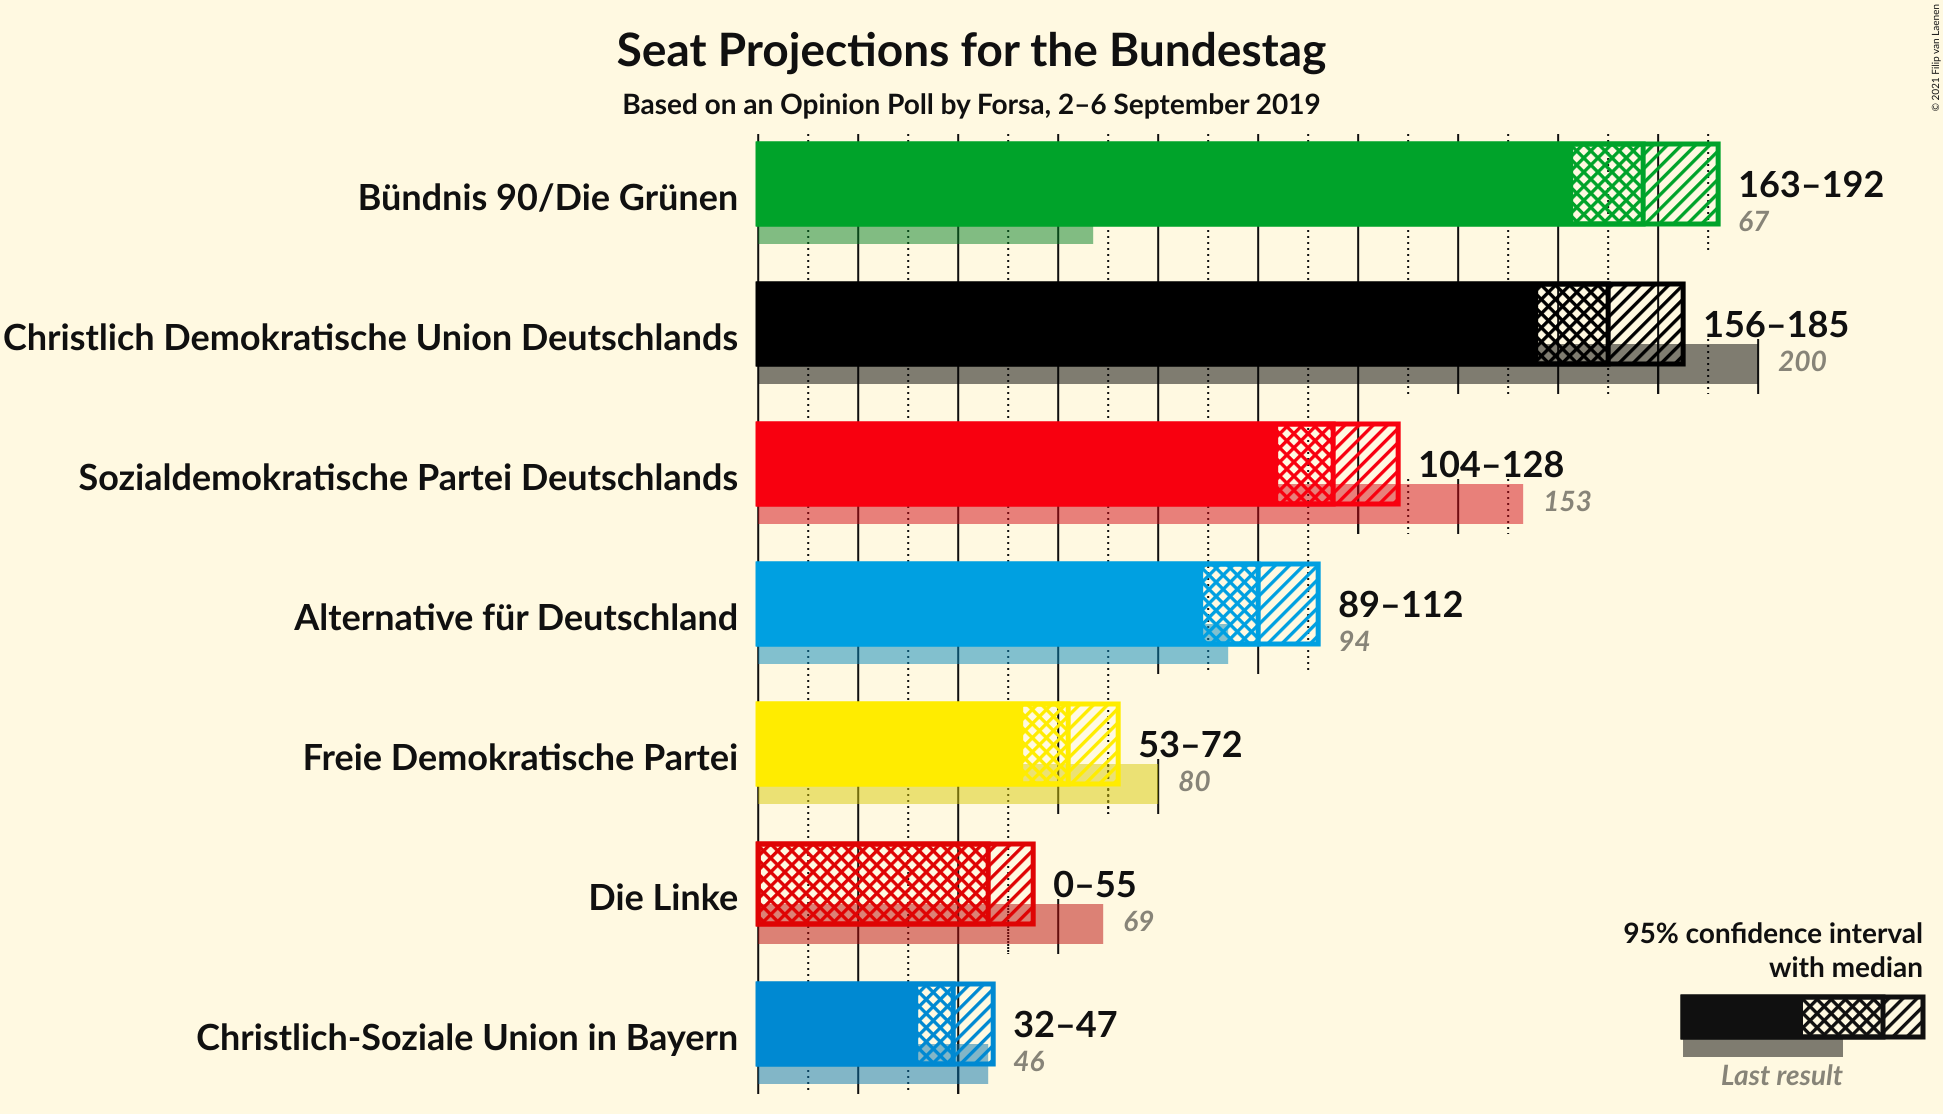 Seat Projections for the Bundestag
Based on an Opinion Poll by Forsa, 2–6 September 2019
© 2021 Filip van Laenen
Bündnis 90/Die Grünen
163–192
67
Christlich Demokratische Union Deutschlands
156–185
200
Sozialdemokratische Partei Deutschlands
104–128
153
Alternative für Deutschland
89–112
94
Freie Demokratische Partei
53–72
80
Die Linke
0–55
69
Christlich-Soziale Union in Bayern
32–47
46
95% confidence interval
with median
Last result